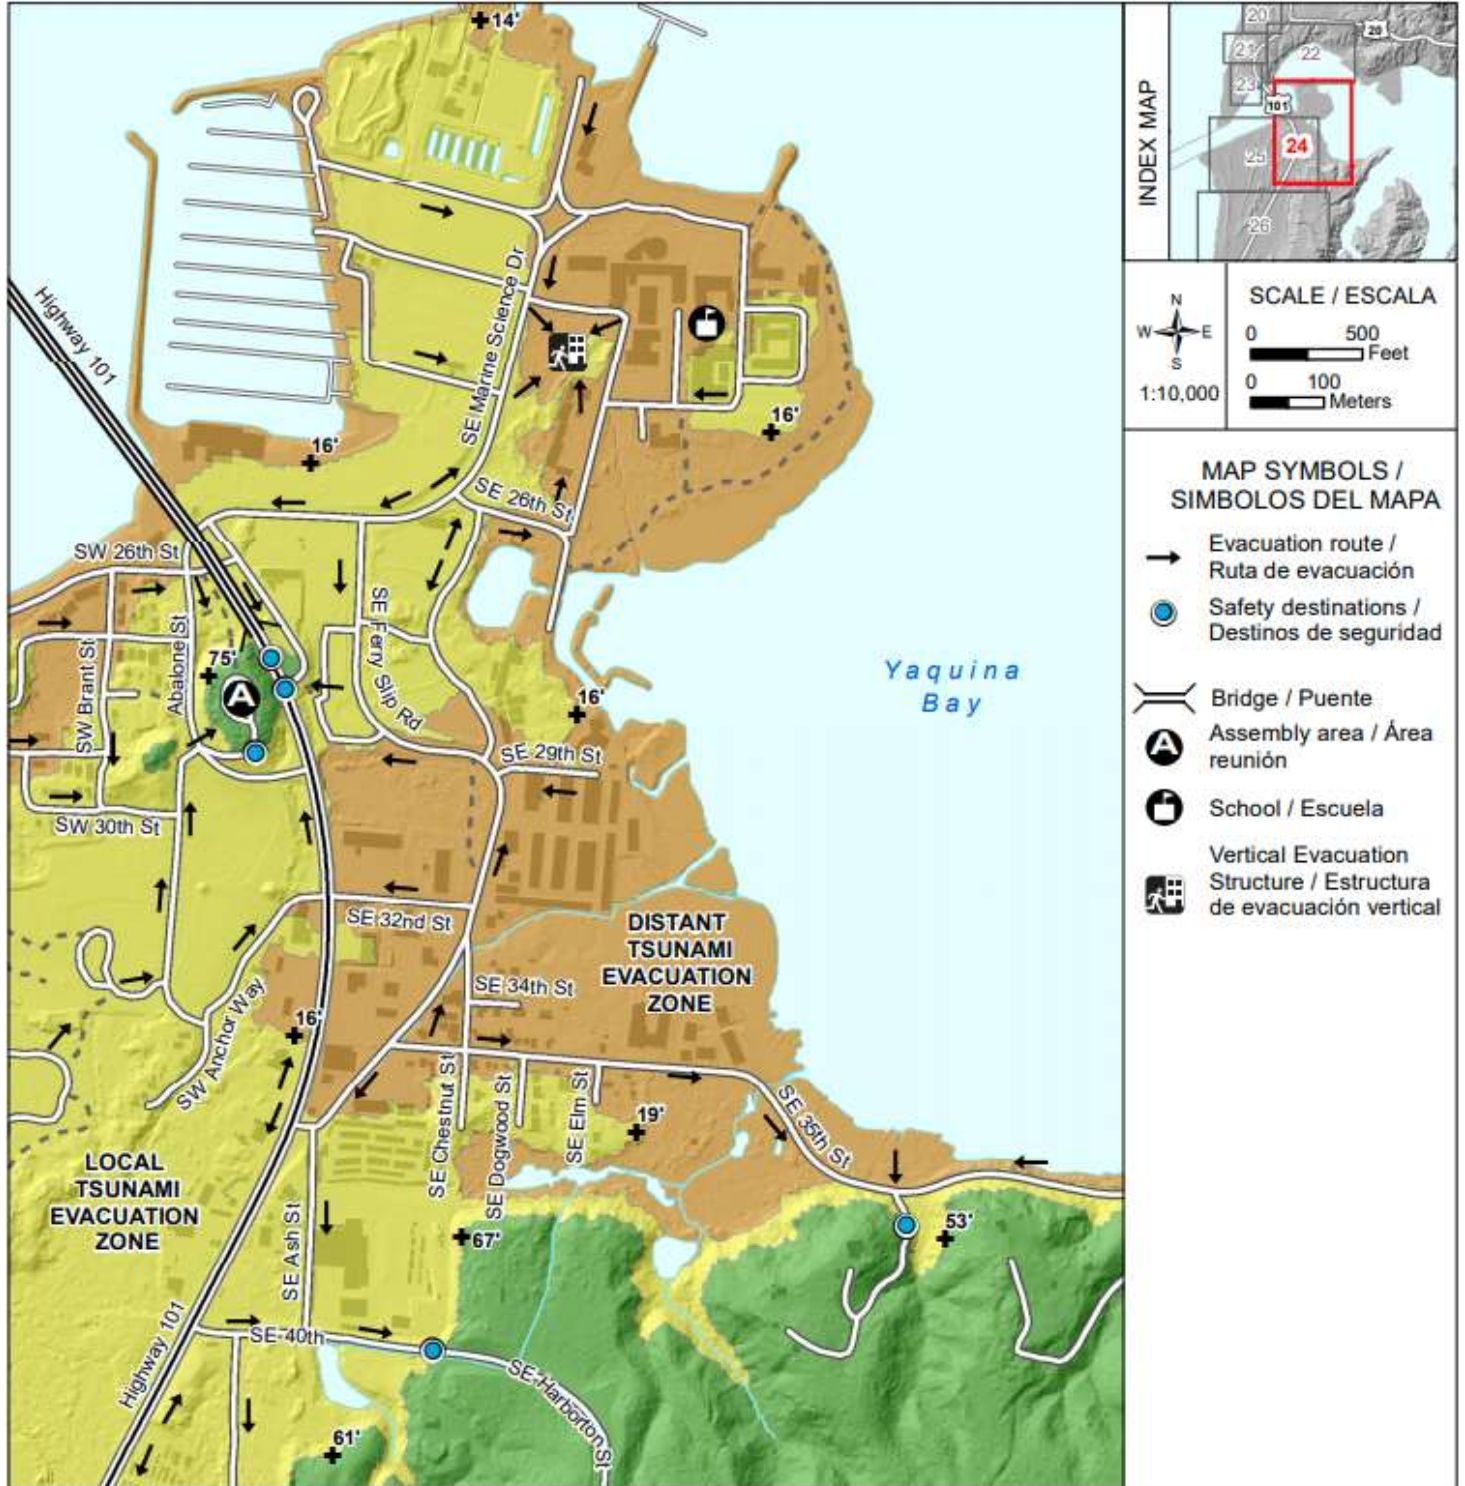 14'
Highway 101
SE Marine Science Dr
16'
16'
SE 26th St
SW 26th St
SE Ferry Slip Rd
Abalone St
SW Brant St
75'
A
16'
Yaquina
Bay
SE 29th St
SW 30th St
SE 32nd St
DISTANT
TSUNAMI
EVACUATION
ZONE
SE 34th St
16'
SW Anchor Way
SE Chestnut St
SE Dogwood St
SE Elm St
19'
SE 35th St
LOCAL
TSUNAMI
EVACUATION
ZONE
SE Ash St
67'
53'
Highway 101
SE 40th
SE Harborton St
61'
INDEX MAP
20
20
21
22
23
101
24
25
26
N
W E
S
1:10,000
SCALE / ESCALA
0 500
Feet
0 100
Meters
MAP SYMBOLS /
SIMBOLOS DEL MAPA
Evacuation route /
Ruta de evacuación
Safety destinations /
Destinos de seguridad
Bridge / Puente
A
Assembly area / Área
reunión
School / Escuela
Vertical Evacuation
Structure / Estructura
de evacuación vertical